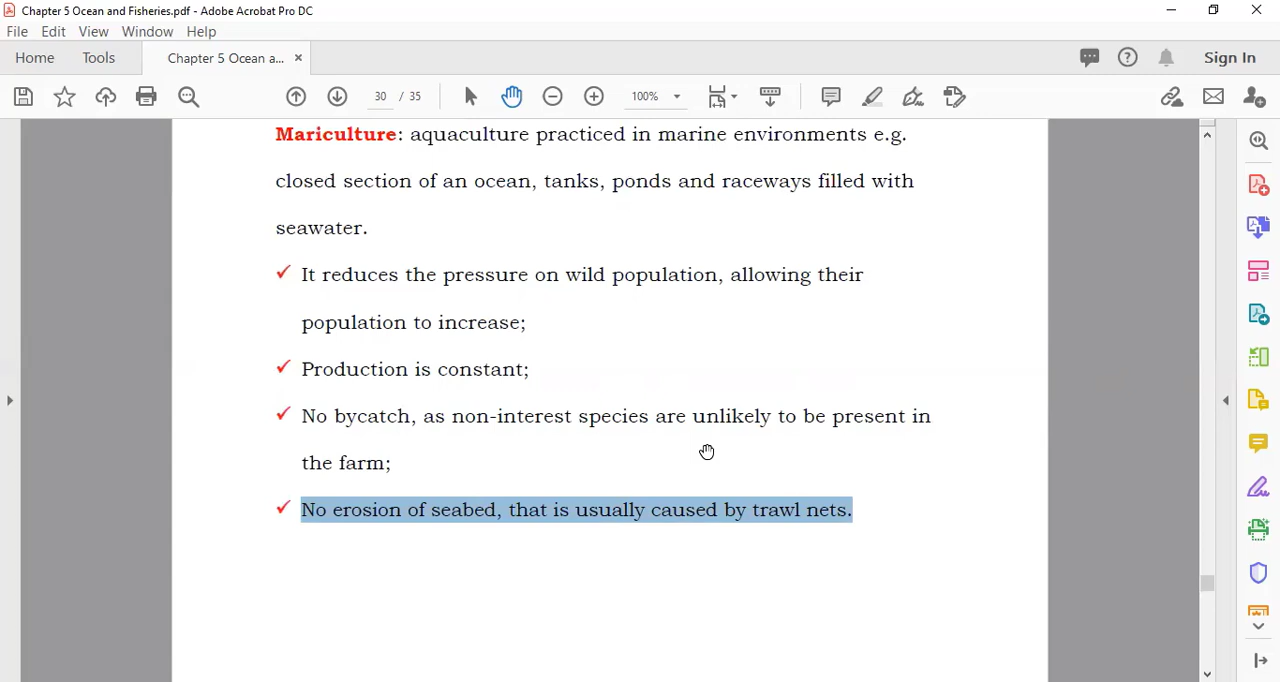 Chapter 5 Ocean and Fisheries.pdf - Adobe Acrobat Pro DC
File Edit View Window Help
Home Tools Chapter 5 Ocean a... × Sign In
30 / 35 100%
Mariculture: aquaculture practiced in marine environments e.g.
closed section of an ocean, tanks, ponds and raceways filled with
seawater.
✓ It reduces the pressure on wild population, allowing their
population to increase;
✓ Production is constant;
✓ No bycatch, as non-interest species are unlikely to be present in
the farm;
✓ No erosion of seabed, that is usually caused by trawl nets.